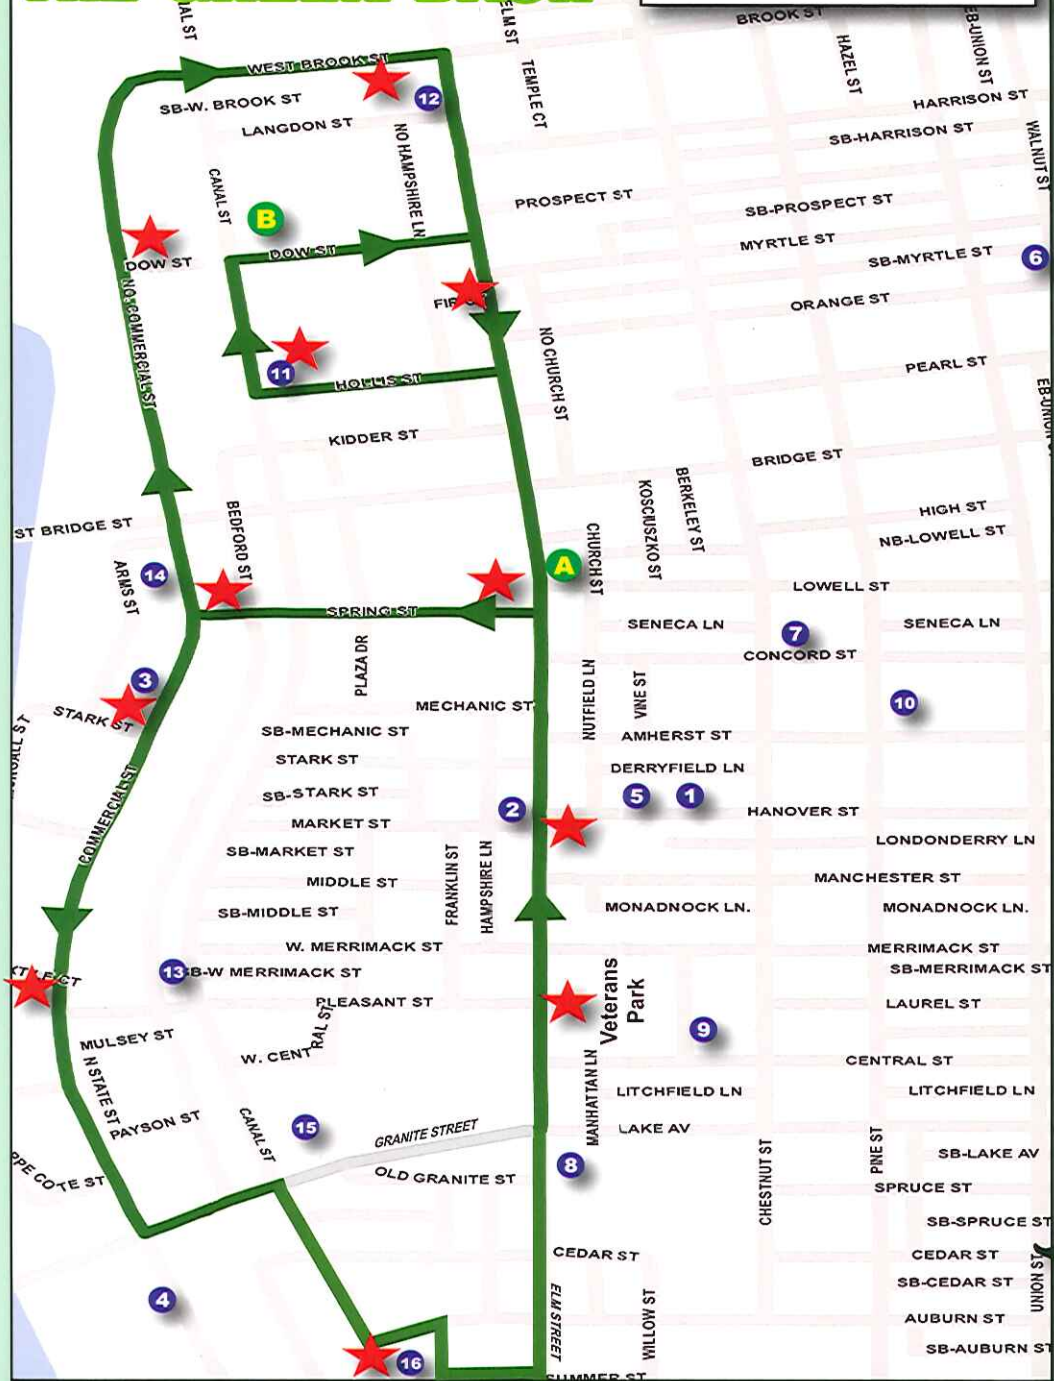 ELM ST
BROOK ST
EB-UNION ST
HAZEL ST
TEMPLE CT
WEST BROOK ST
SB-W. BROOK ST
12
HARRISON ST
LANGDON ST
NO HAMPSHIRE LN
SB-HARRISON ST
WALNUT ST
CANAL ST
PROSPECT ST
SB-PROSPECT ST
B
MYRTLE ST
DOW ST
DOW ST
SB-MYRTLE ST
6
NO. COMMERCIAL ST
ORANGE ST
NO CHURCH ST
11
HOLLIS ST
PEARL ST
KIDDER ST
BRIDGE ST
BERKELEY ST
KOSCIUSZKO ST
BEDFORD ST
HIGH ST
ST BRIDGE ST
NB-LOWELL ST
CHURCH ST
A
14
ARMS ST
LOWELL ST
SPRING ST
SENECA LN
7
SENECA LN
CONCORD ST
PLAZA DR
3
NUTFIELD LN
VINE ST
10
STARK ST
MECHANIC ST
SB-MECHANIC ST
AMHERST ST
STARK ST
DERRYFIELD LN
SB-STARK ST
5
1
2
COMMERCIAL ST
MARKET ST
HANOVER ST
SB-MARKET ST
LONDONDERRY LN
FRANKLIN ST
HAMPSHIRE LN
MIDDLE ST
MANCHESTER ST
SB-MIDDLE ST
MONADNOCK LN.
MONADNOCK LN.
W. MERRIMACK ST
MERRIMACK ST
13
B-W MERRIMACK ST
SB-MERRIMACK ST
PLEASANT ST
Veterans
Park
LAUREL ST
MULSEY ST
9
W. CENTRAL ST
CENTRAL ST
N STATE ST
MANHATTAN LN
LITCHFIELD LN
LITCHFIELD LN
PAYSON ST
CANAL ST
15
GRANITE STREET
LAKE AV
PINE ST
SB-LAKE AV
8
OLD GRANITE ST
CHESTNUT ST
SPRUCE ST
SB-SPRUCE ST
CEDAR ST
CEDAR ST
UNION ST
SB-CEDAR ST
4
ELM STREET
WILLOW ST
AUBURN ST
SB-AUBURN ST
16
SUMMER ST